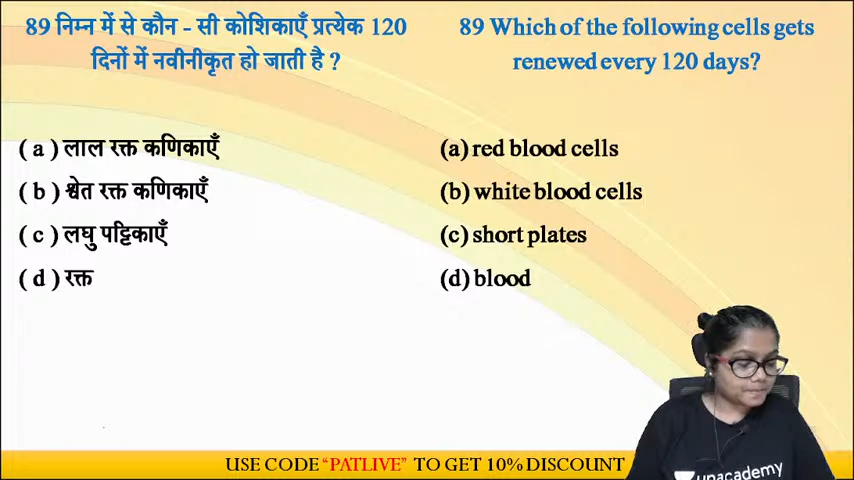 89 निम्न में से कौन - सी कोशिकाएँ प्रत्येक 120
दिनों में नवीनीकृत हो जाती है ?
( a ) लाल रक्त कणिकाएँ
( b ) श्वेत रक्त कणिकाएँ
( c ) लघु पट्टिकाएँ
( d ) रक्त
89 Which of the following cells gets
renewed every 120 days?
(a) red blood cells
(b) white blood cells
(c) short plates
(d) blood
unacademy
USE CODE “PATLIVE” TO GET 10% DISCOUNT